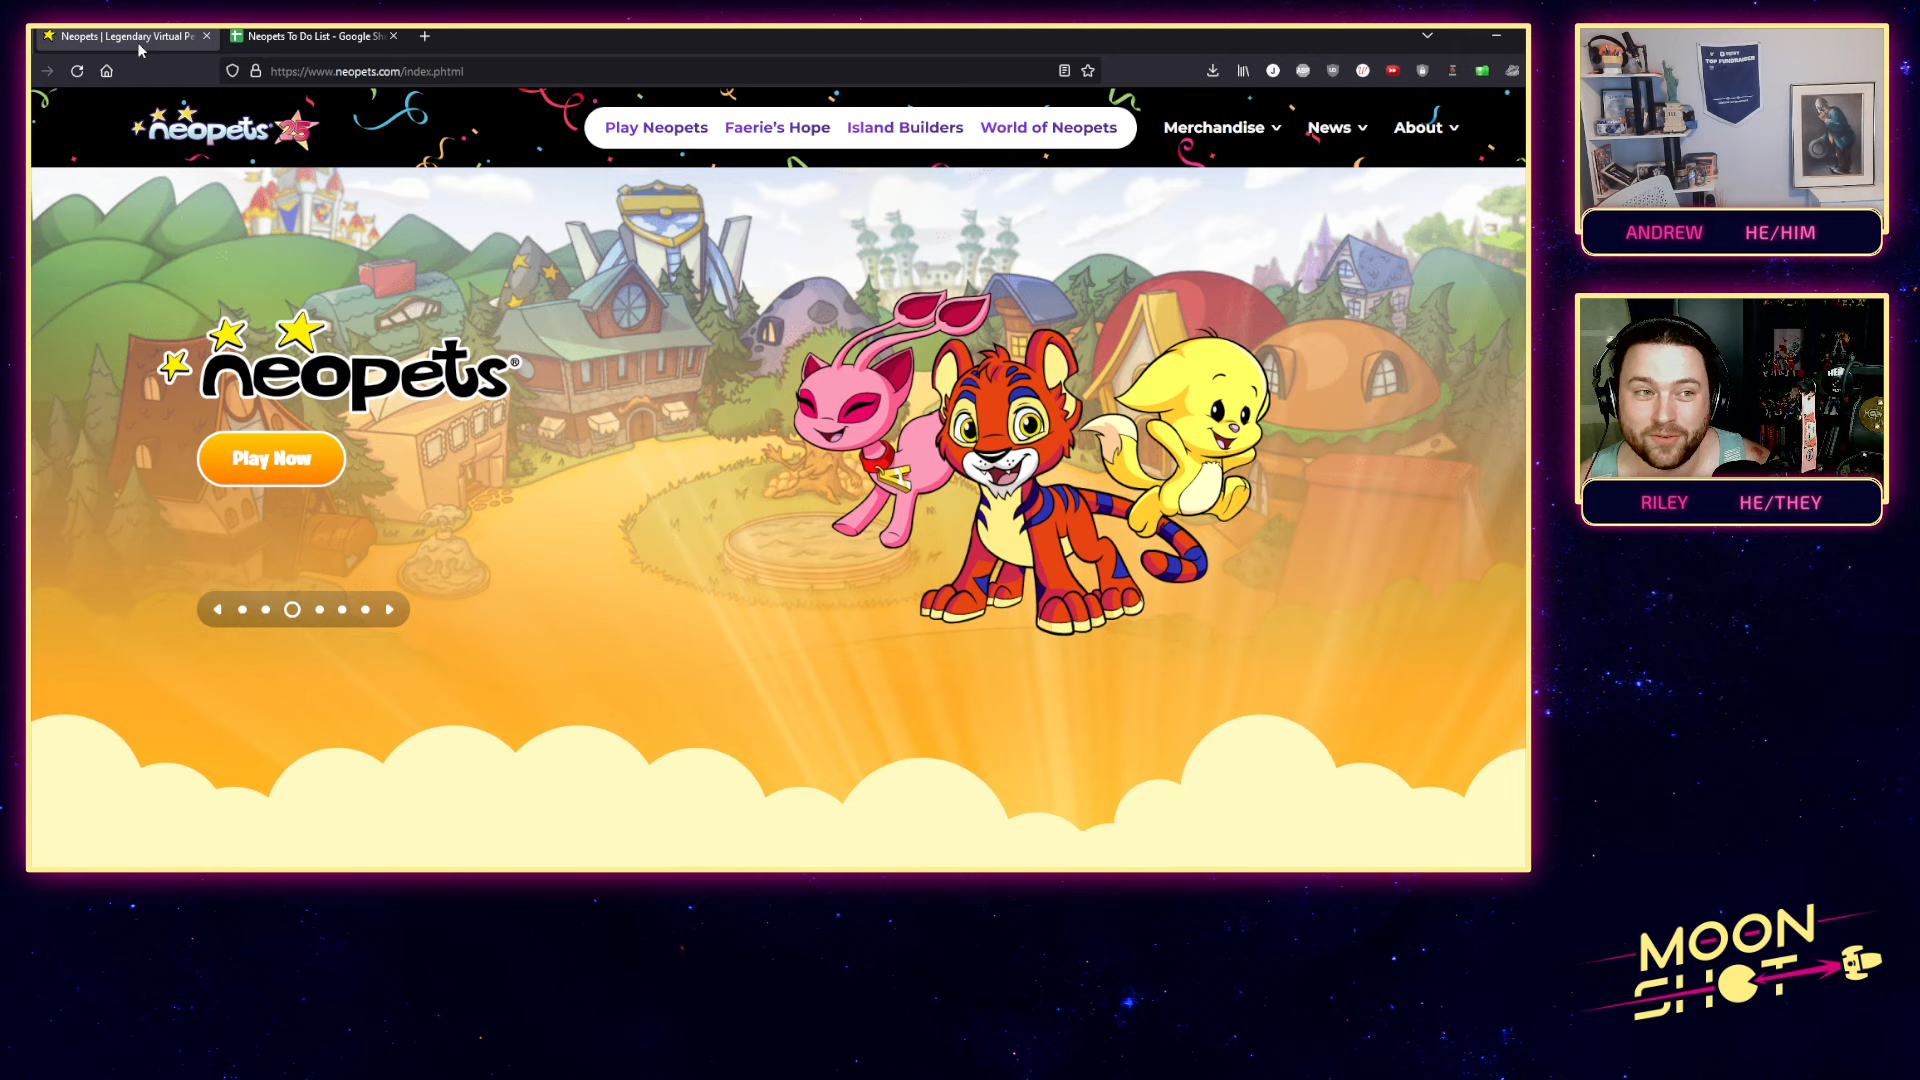 Neopets | Legendary Virtual Pe
Neopets To Do List - Google Sh
https://www.neopets.com/index.phtml
neopets 25
Play Neopets
Faerie's Hope
Island Builders
World of Neopets
Merchandise
News
About
neopets®
Play Now
TOP FUNDRAISER
ANDREW HE/HIM
RILEY HE/THEY
MOON
SHOT